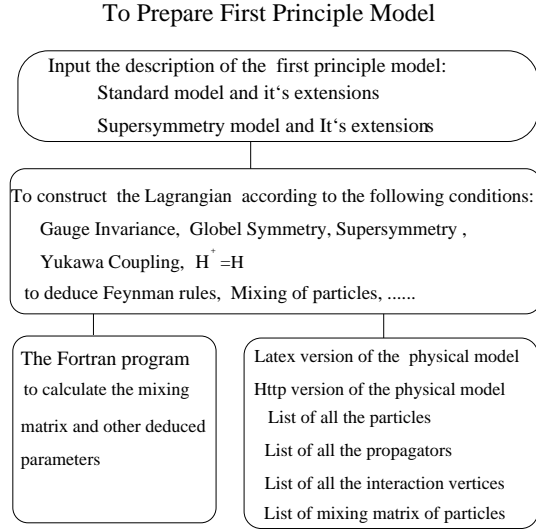 To Prepare First Principle Model
Input the description of the first principle model:
Standard model and it‘s extensions
Supersymmetry model and It‘s extensions
To construct the Lagrangian according to the following conditions:
Gauge Invariance, Globel Symmetry, Supersymmetry ,
Yukawa Coupling, H⁺ =H
to deduce Feynman rules, Mixing of particles, ......
The Fortran program
to calculate the mixing
matrix and other deduced
parameters
Latex version of the physical model
Http version of the physical model
List of all the particles
List of all the propagators
List of all the interaction vertices
List of mixing matrix of particles